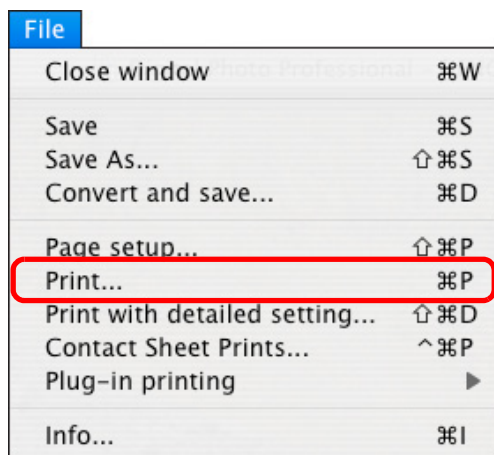 File
Close window ⌘W
Save ⌘S
Save As... ⇧⌘S
Convert and save... ⌘D
Page setup... ⇧⌘P
Print... ⌘P
Print with detailed setting... ⇧⌘D
Contact Sheet Prints... ^⌘P
Plug-in printing ▶
Info... ⌘I